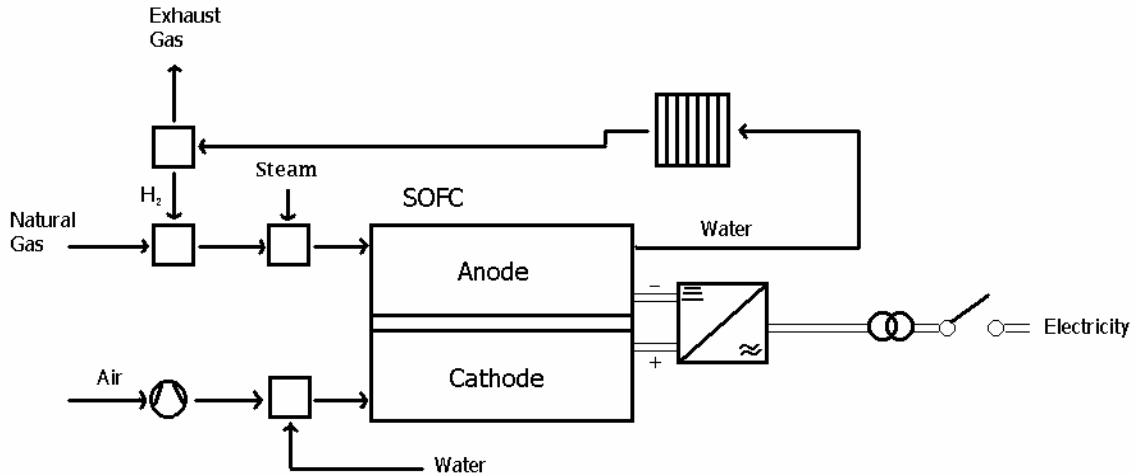 Exhaust
Gas
Steam
H₂
SOFC
Natural
Gas
Water
Anode
−
Electricity
+
Air
Cathode
Water